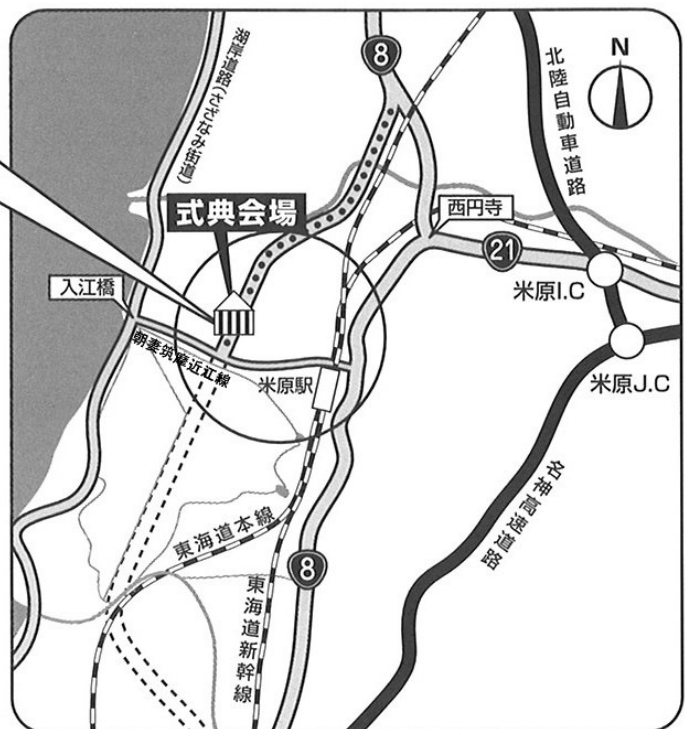 湖岸道路(さざなみ街道)
8
北陸自動車道路
N
式典会場
西円寺
21
入江橋
米原I.C
朝妻筑摩近江線
米原駅
米原J.C
東海道本線
8
東海道新幹線
名神高速道路